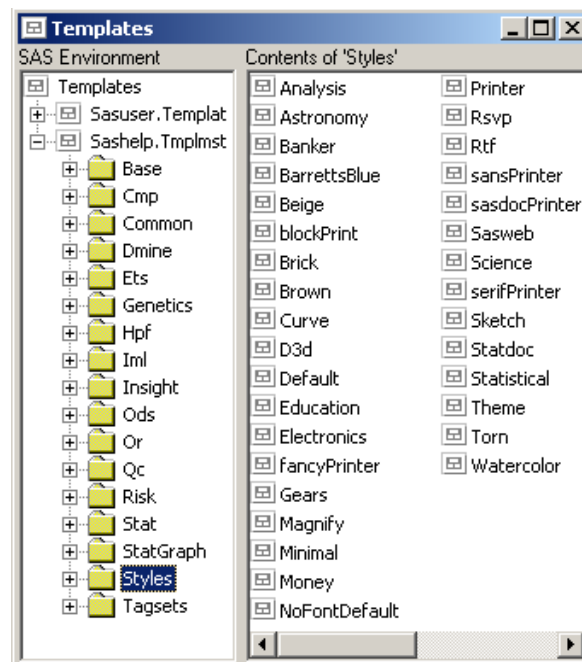 Templates
SAS Environment
Templates
Sasuser.Templat
Sashelp.Tmplmst
Base
Cmp
Common
Dmine
Ets
Genetics
Hpf
Iml
Insight
Ods
Or
Qc
Risk
Stat
StatGraph
Styles
Tagsets
Contents of 'Styles'
Analysis
Astronomy
Banker
BarrettsBlue
Beige
blockPrint
Brick
Brown
Curve
D3d
Default
Education
Electronics
fancyPrinter
Gears
Magnify
Minimal
Money
NoFontDefault
Printer
Rsvp
Rtf
sansPrinter
sasdocPrinter
Sasweb
Science
serifPrinter
Sketch
Statdoc
Statistical
Theme
Torn
Watercolor